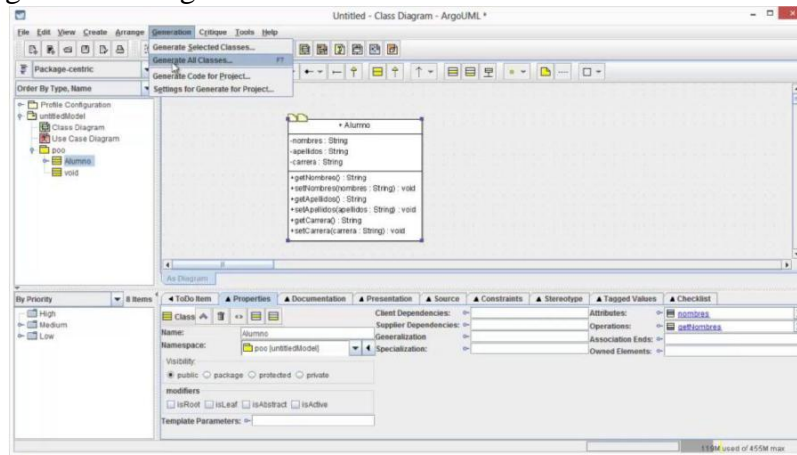 Untitled - Class Diagram - ArgoUML *
File Edit View Create Arrange Generation Critique Tools Help
Generate Selected Classes...
Generate All Classes... F7
Generate Code for Project...
Settings for Generate for Project...
Package-centric
Order By Type, Name
Profile Configuration
untitledModel
Class Diagram
Use Case Diagram
poo
Alumno
void
+ Alumno
-nombres : String
-apellidos : String
-carrera : String
+getNombres() : String
+setNombres(nombres : String) : void
+getApellidos() : String
+setApellidos(apellidos : String) : void
+getCarrera() : String
+setCarrera(carrera : String) : void
As Diagram
By Priority 8 Items
High
Medium
Low
ToDo Item Properties Documentation Presentation Source Constraints Stereotype Tagged Values Checklist
Class
Name: Alumno
Namespace: poo [untitledModel]
Visibility:
public package protected private
modifiers
isRoot isLeaf isAbstract isActive
Template Parameters:
Client Dependencies:
Supplier Dependencies:
Generalization
Specialization:
Attributes: nombres
Operations: getNombres
Association Ends:
Owned Elements:
used of 455M max